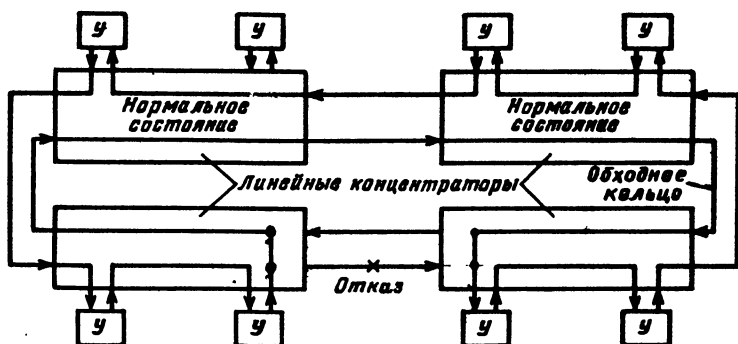 У У У У
Нормальное состояние
Нормальное состояние
Линейные концентраторы
Обходное кольцо
Отказ
У У У У